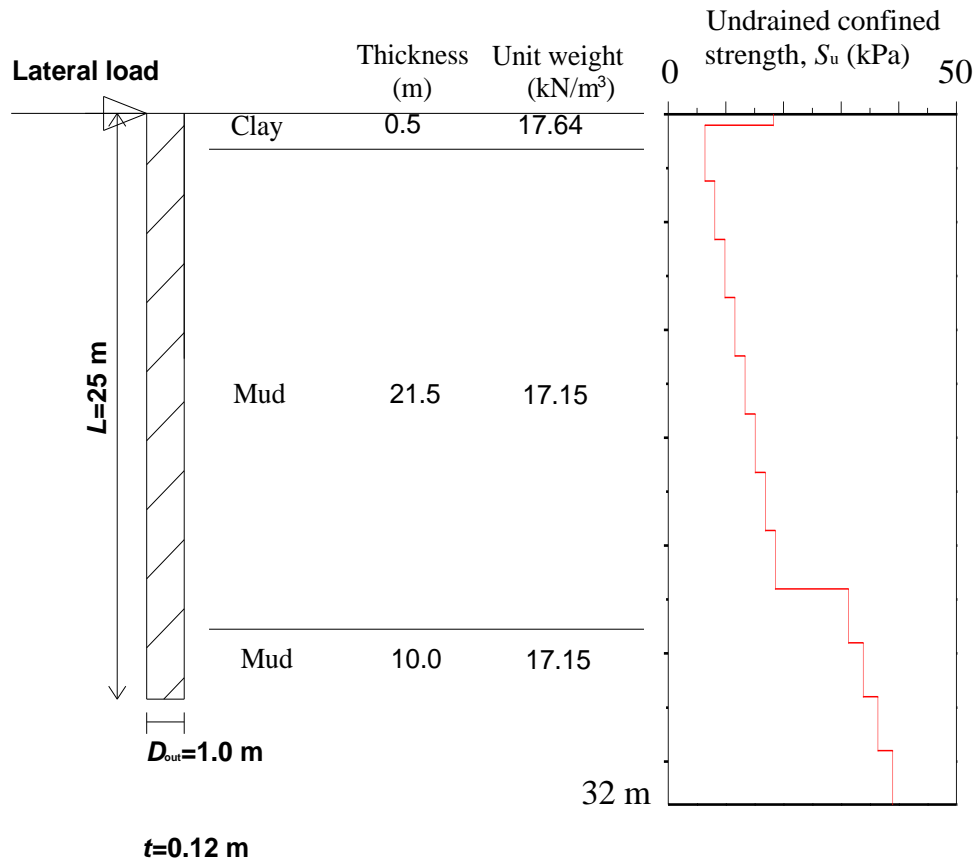 Undrained confined
strength, Su (kPa)
0 50
Lateral load
Thickness Unit weight
(m) (kN/m³)
Clay 0.5 17.64
L=25 m
Mud 21.5 17.15
Mud 10.0 17.15
Dout=1.0 m
32 m
t=0.12 m